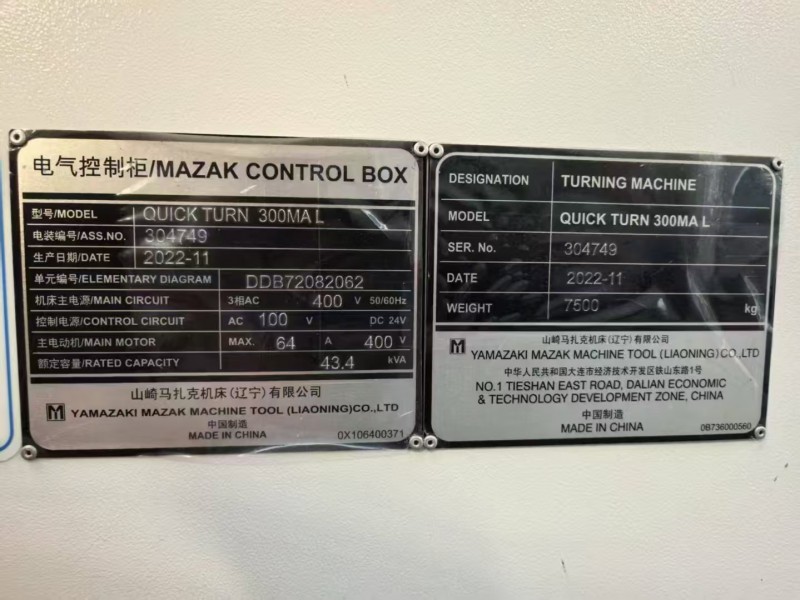 电气控制柜/MAZAK CONTROL BOX
型号/MODEL QUICK TURN 300MA L
电装编号/ASS.NO. 304749
生产日期/DATE 2022-11
单元编号/ELEMENTARY DIAGRAM DDB72082062
机床主电源/MAIN CIRCUIT 3相AC 400 V 50/60Hz
控制电源/CONTROL CIRCUIT AC 100 V DC 24V
主电动机/MAIN MOTOR MAX. 64 A 400 V
额定容量/RATED CAPACITY 43.4 kVA
山崎马扎克机床(辽宁)有限公司
M YAMAZAKI MAZAK MACHINE TOOL (LIAONING)CO.,LTD
中国制造
MADE IN CHINA 0X106400371
DESIGNATION TURNING MACHINE
MODEL QUICK TURN 300MA L
SER. No. 304749
DATE 2022-11
WEIGHT 7500 kg
山崎马扎克机床(辽宁)有限公司
M YAMAZAKI MAZAK MACHINE TOOL (LIAONING)CO.,LTD
中华人民共和国大连市经济技术开发区铁山东路1号
NO.1 TIESHAN EAST ROAD, DALIAN ECONOMIC
& TECHNOLOGY DEVELOPMENT ZONE, CHINA
中国制造
MADE IN CHINA 0B736000560